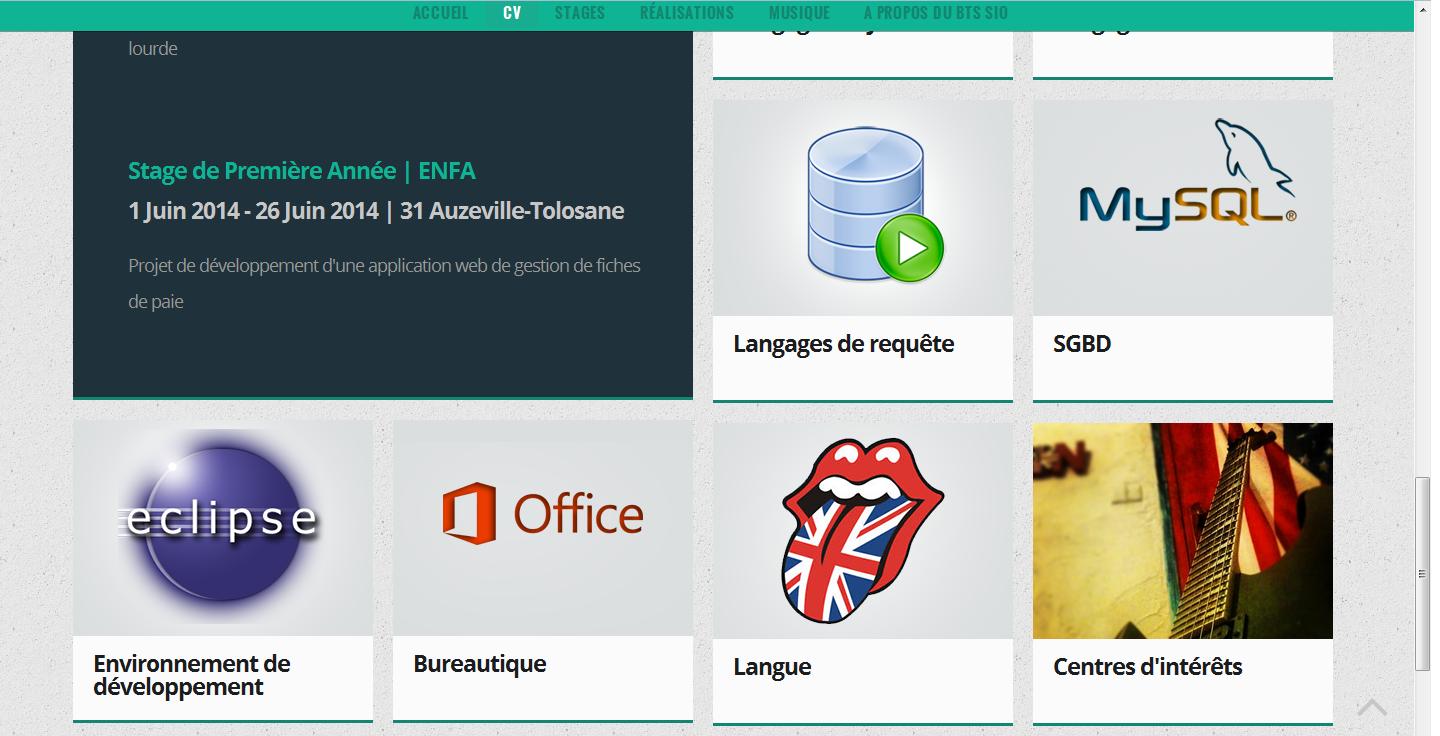 ACCUEIL CV STAGES RÉALISATIONS MUSIQUE A PROPOS DU BTS SIO
lourde
Stage de Première Année | ENFA
1 Juin 2014 - 26 Juin 2014 | 31 Auzeville-Tolosane
Projet de développement d'une application web de gestion de fiches
de paie
MySQL®
Langages de requête
SGBD
eclipse
Office
Environnement de
développement
Bureautique
Langue
Centres d'intérêts